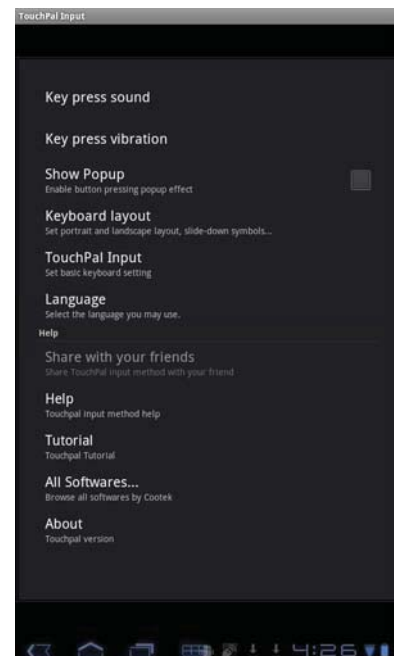 TouchPal Input
Key press sound
Key press vibration
Show Popup
Enable button pressing popup effect
Keyboard layout
Set portrait and landscape layout, slide-down symbols...
TouchPal Input
Set basic keyboard setting
Language
Select the language you may use.
Help
Share with your friends
Share TouchPal input method with your friend
Help
Touchpal input method help
Tutorial
Touchpal Tutorial
All Softwares...
Browse all softwares by Cootek
About
Touchpal version
4:26